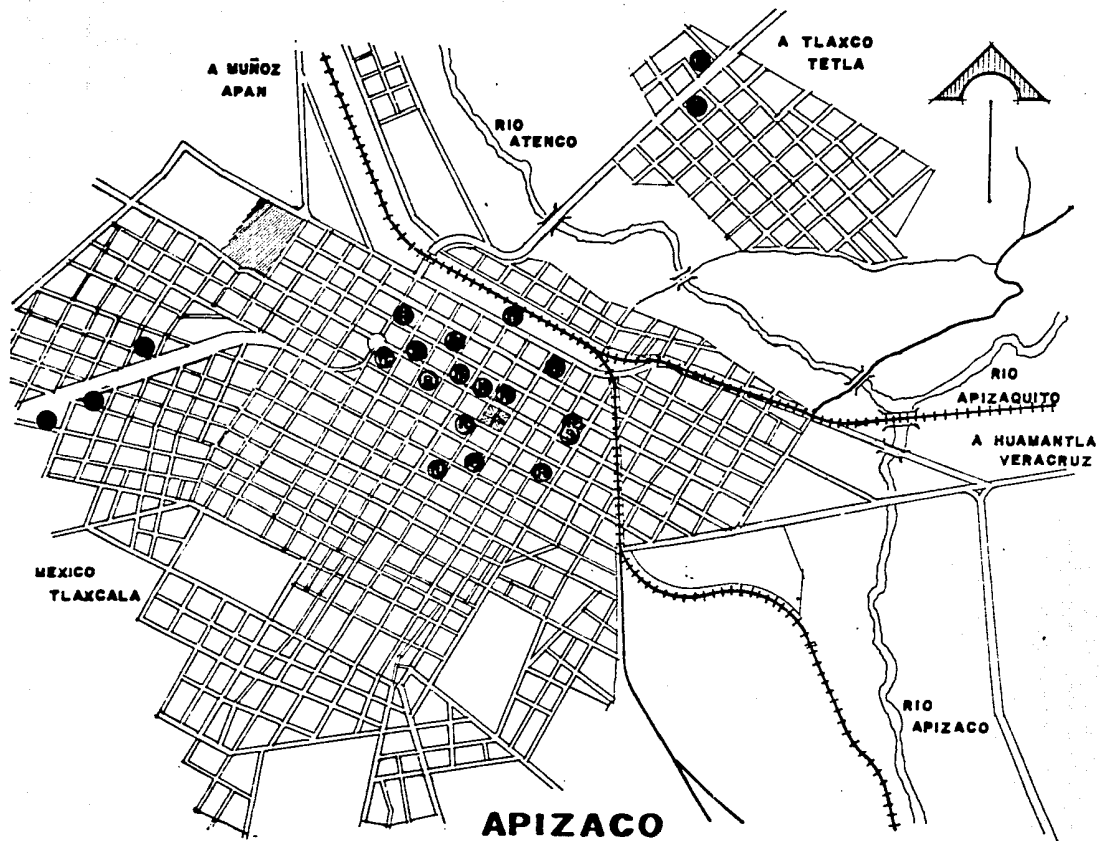 A TLAXCO
TETLA
A MUÑOZ
APAN
RIO
ATENCO
RIO
APIZAQUITO
A HUAMANTLA
VERACRUZ
MEXICO
TLAXCALA
RIO
APIZACO
APIZACO